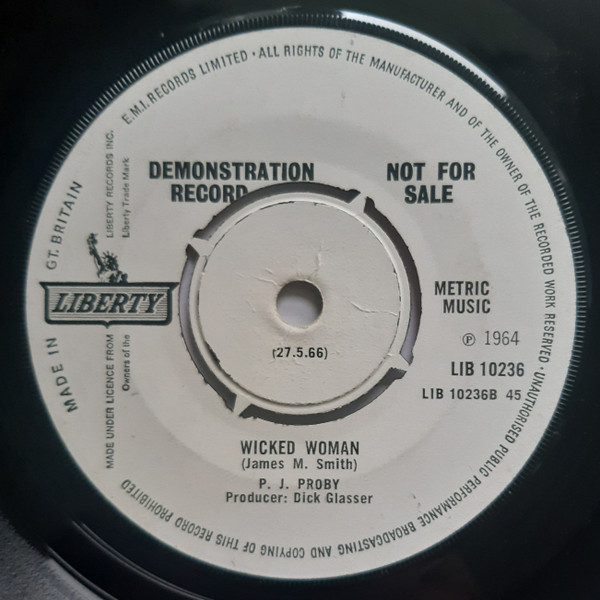 E.M.I. RECORDS LIMITED · ALL RIGHTS OF THE MANUFACTURER AND OF THE OWNER OF THE RECORDED WORK RESERVED · UNAUTHORISED PUBLIC PERFORMANCE BROADCASTING AND COPYING OF THIS RECORD PROHIBITED
MADE IN GT. BRITAIN
MADE UNDER LICENCE FROM LIBERTY RECORDS INC.
Owners of the Liberty Trade Mark
LIBERTY
DEMONSTRATION
RECORD
NOT FOR
SALE
METRIC
MUSIC
Ⓟ 1964
LIB 10236
LIB 10236B 45
(27.5.66)
WICKED WOMAN
(James M. Smith)
P. J. PROBY
Producer: Dick Glasser